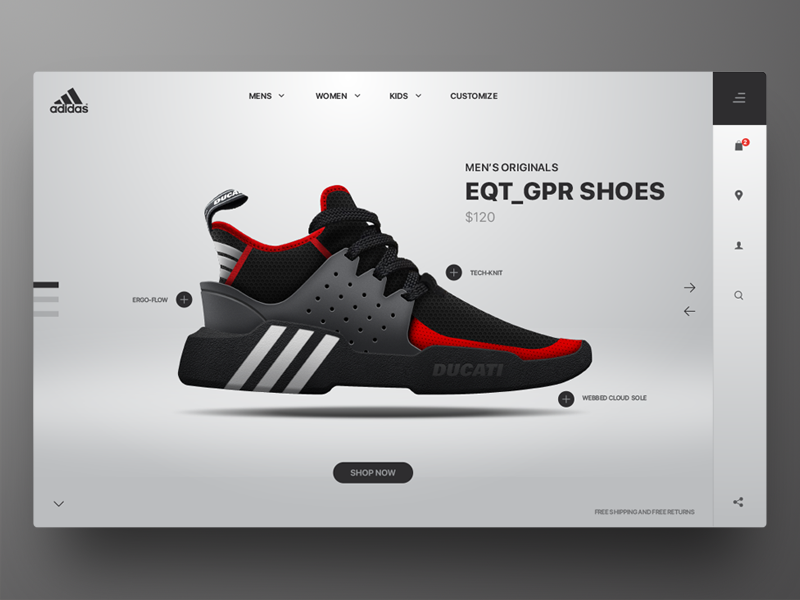 adidas
MENS
WOMEN
KIDS
CUSTOMIZE
2
MEN'S ORIGINALS
EQT_GPR SHOES
$120
DUCATI
TECH-KNIT
ERGO-FLOW
DUCATI
WEBBED CLOUD SOLE
SHOP NOW
FREE SHIPPING AND FREE RETURNS